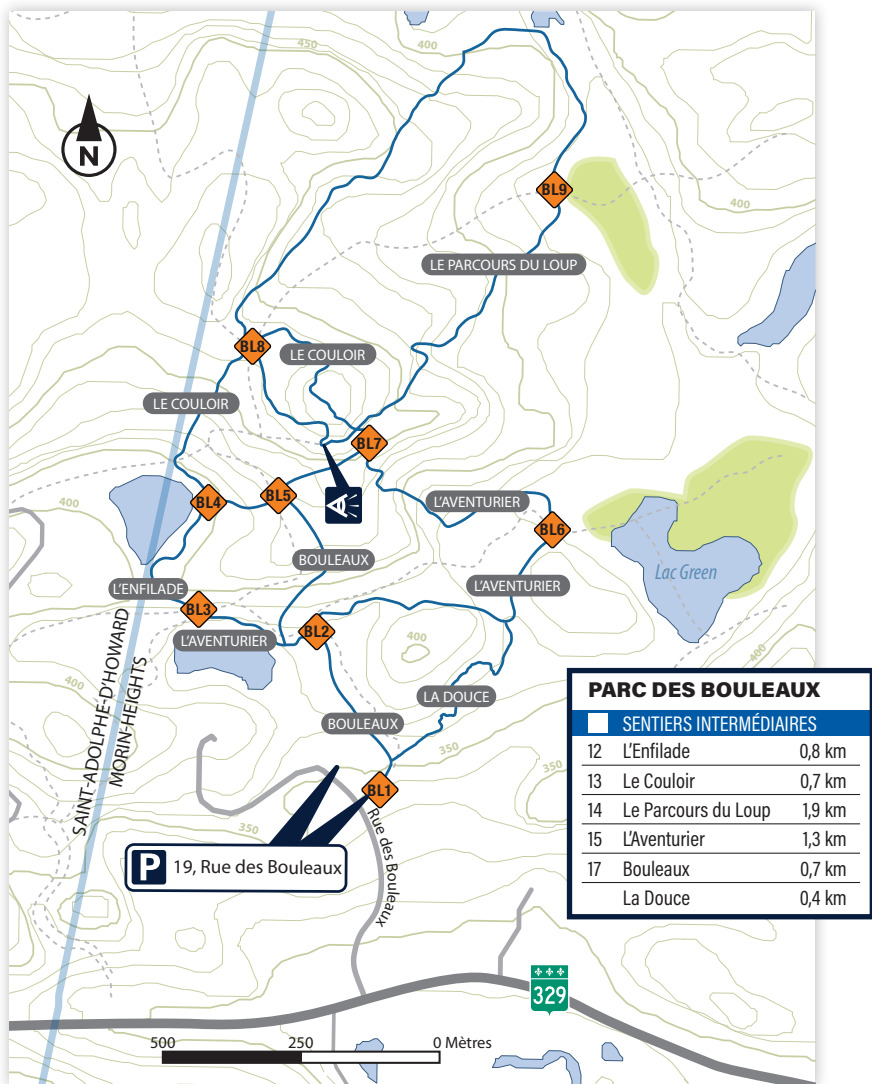 450
400
N
BL9
400
LE PARCOURS DU LOUP
BL8
LE COULOIR
LE COULOIR
BL7
BL5
BL4
400
L'AVENTURIER
BL6
BOULEAUX
Lac Green
L'ENFILADE
L'AVENTURIER
BL3
L'AVENTURIER
BL2
400
400
400
SAINT-ADOLPHE-D'HOWARD
MORIN-HEIGHTS
LA DOUCE
BOULEAUX
350
350
BL1
350
P 19, Rue des Bouleaux
Rue des Bouleaux
PARC DES BOULEAUX
SENTIERS INTERMÉDIAIRES
12 L'Enfilade 0,8 km
13 Le Couloir 0,7 km
14 Le Parcours du Loup 1,9 km
15 L'Aventurier 1,3 km
17 Bouleaux 0,7 km
La Douce 0,4 km
329
500 250 0 Mètres